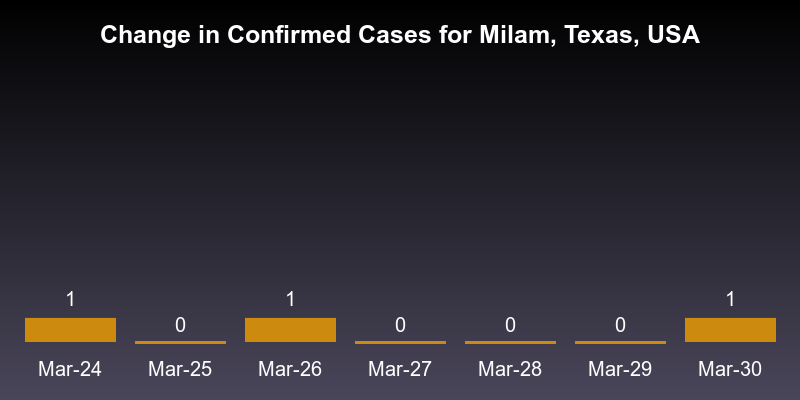 Change in Confirmed Cases for Milam, Texas, USA
1 0 1 0 0 0 1
Mar-24 Mar-25 Mar-26 Mar-27 Mar-28 Mar-29 Mar-30